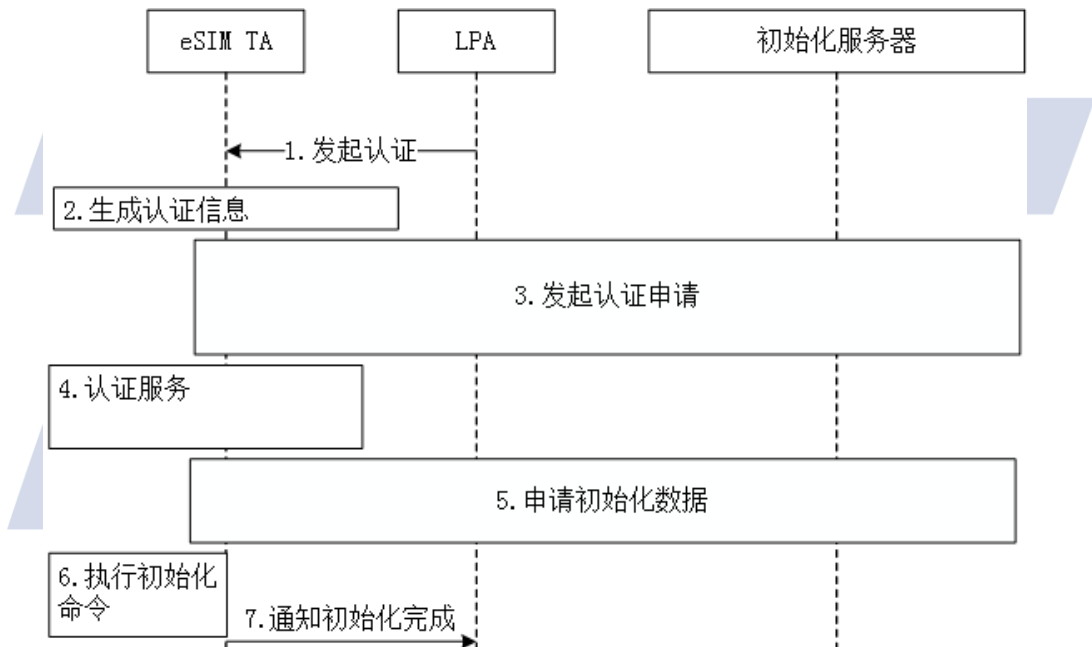 eSIM TA
LPA
初始化服务器
1.发起认证
2.生成认证信息
3.发起认证申请
4.认证服务
5.申请初始化数据
6.执行初始化
命令
7.通知初始化完成